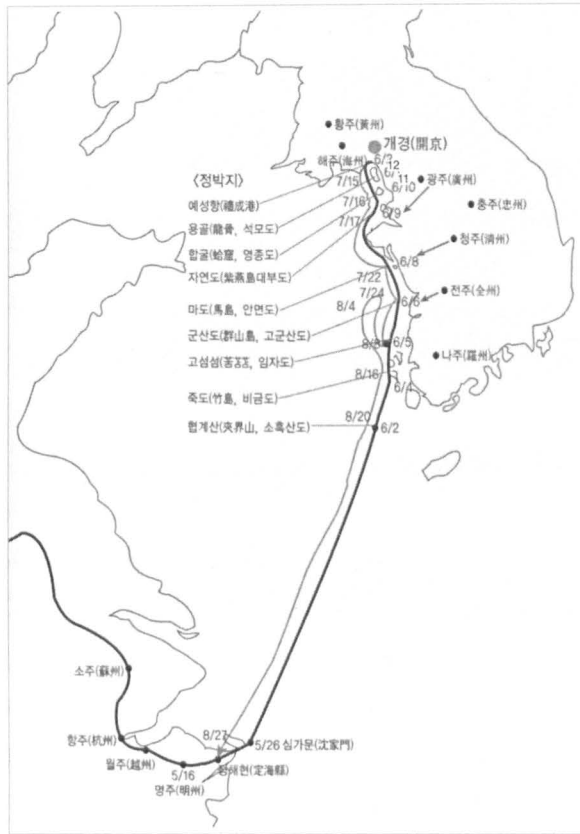 황주(黃州)
개경(開京)
해주(海州)
6/12
〈정박지〉
7/15
6/10
11
광주(廣州)
예성항(禮成港)
7/16
6/9
충주(忠州)
용골(龍骨, 석모도)
7/17
합굴(蛤窟, 영종도)
청주(淸州)
자연도(紫燕島대부도)
6/8
7/22
마도(馬島, 안면도)
7/24
6/6
전주(全州)
8/4
군산도(群山島, 고군산도)
8/8
6/5
고섬섬(苦苫苫, 임자도)
나주(羅州)
8/16
6/4
죽도(竹島, 비금도)
8/20
협계산(夾界山, 소흑산도)
6/2
소주(蘇州)
항주(杭州)
8/27
5/26 심가문(沈家門)
월주(越州)
5/16
(定海縣)
명주(明州)